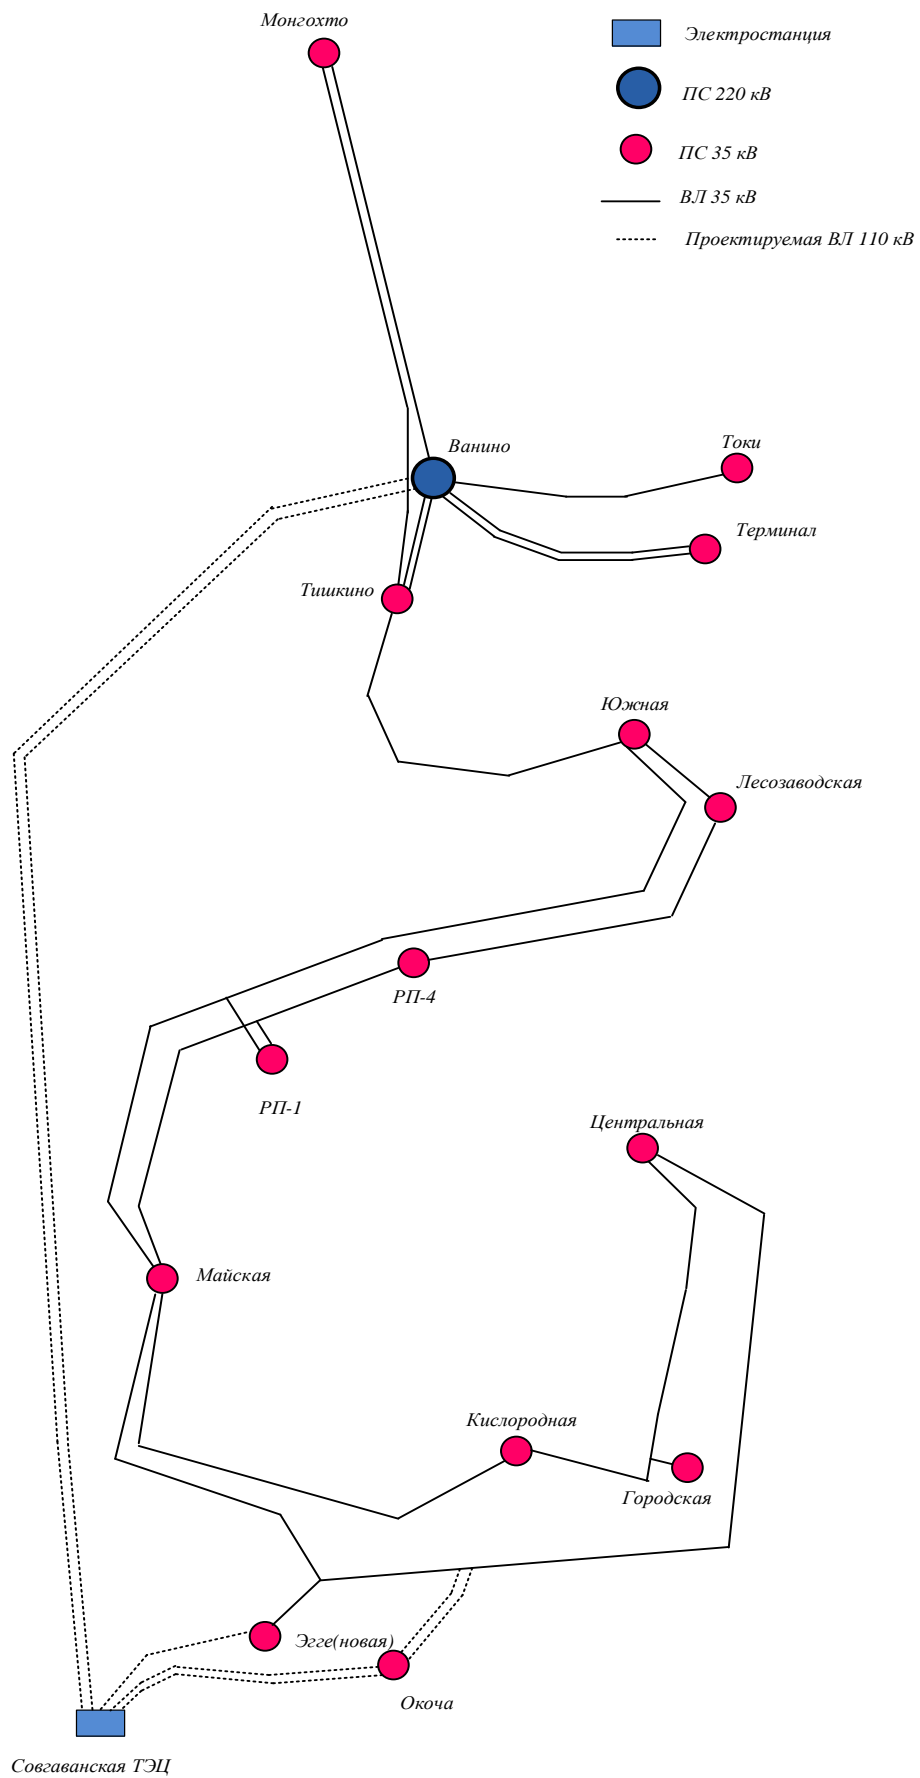 Монгохто
Электростанция
ПС 220 кВ
ПС 35 кВ
ВЛ 35 кВ
Проектируемая ВЛ 110 кВ
Ванино
Токи
Терминал
Тишкино
Южная
Лесозаводская
РП-4
РП-1
Центральная
Майская
Кислородная
Городская
Эгге(новая)
Окоча
Совгаванская ТЭЦ